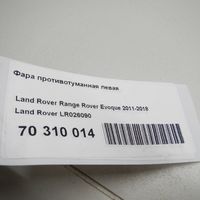 Фара противотуманная левая
Land Rover Range Rover Evoque 2011-2018
Land Rover LR026090
70 310 014